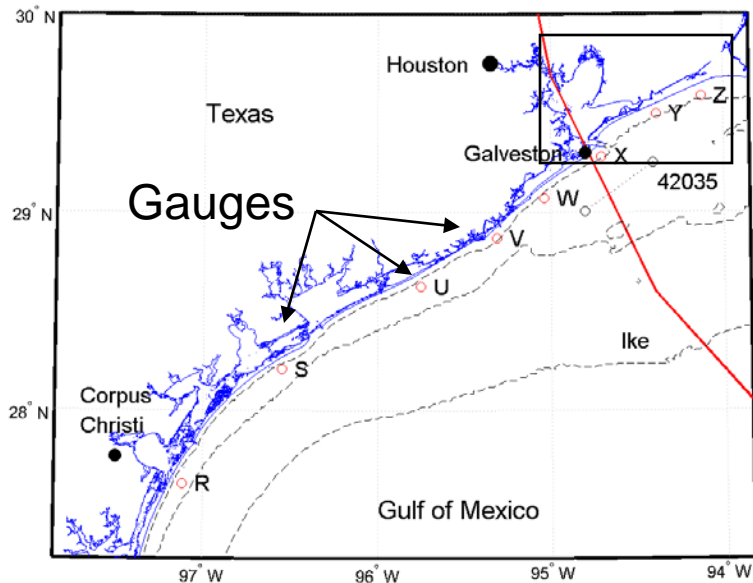 30° N
Houston
Texas
Z
Y
Galveston
X
42035
Gauges
W
29° N
V
U
Ike
S
Corpus
Christi
28° N
R
Gulf of Mexico
97° W
96° W
95° W
94° W